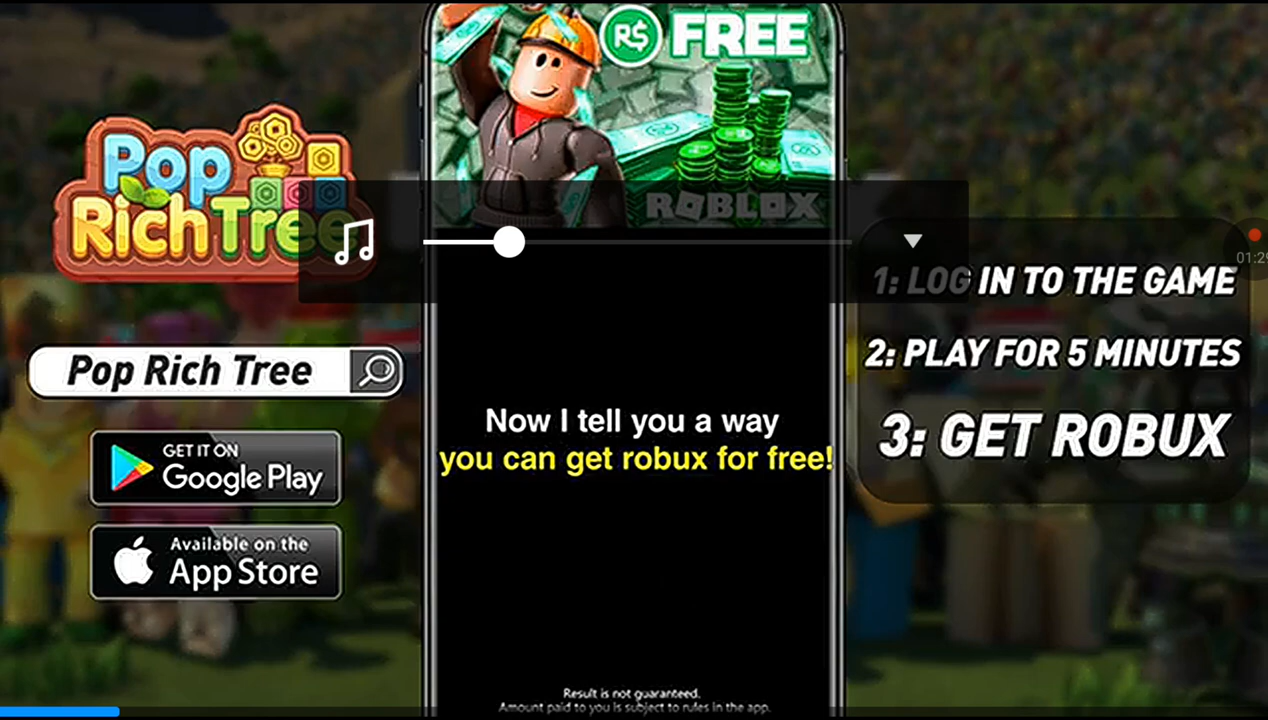 R$ FREE
ROBLOX
Pop
RichTree
Pop Rich Tree
GET IT ON
Google Play
Available on the
App Store
Now I tell you a way
you can get robux for free!
1: LOG IN TO THE GAME
2: PLAY FOR 5 MINUTES
3: GET ROBUX
01:29
Result is not guaranteed.
Amount paid to you is subject to rules in the app.